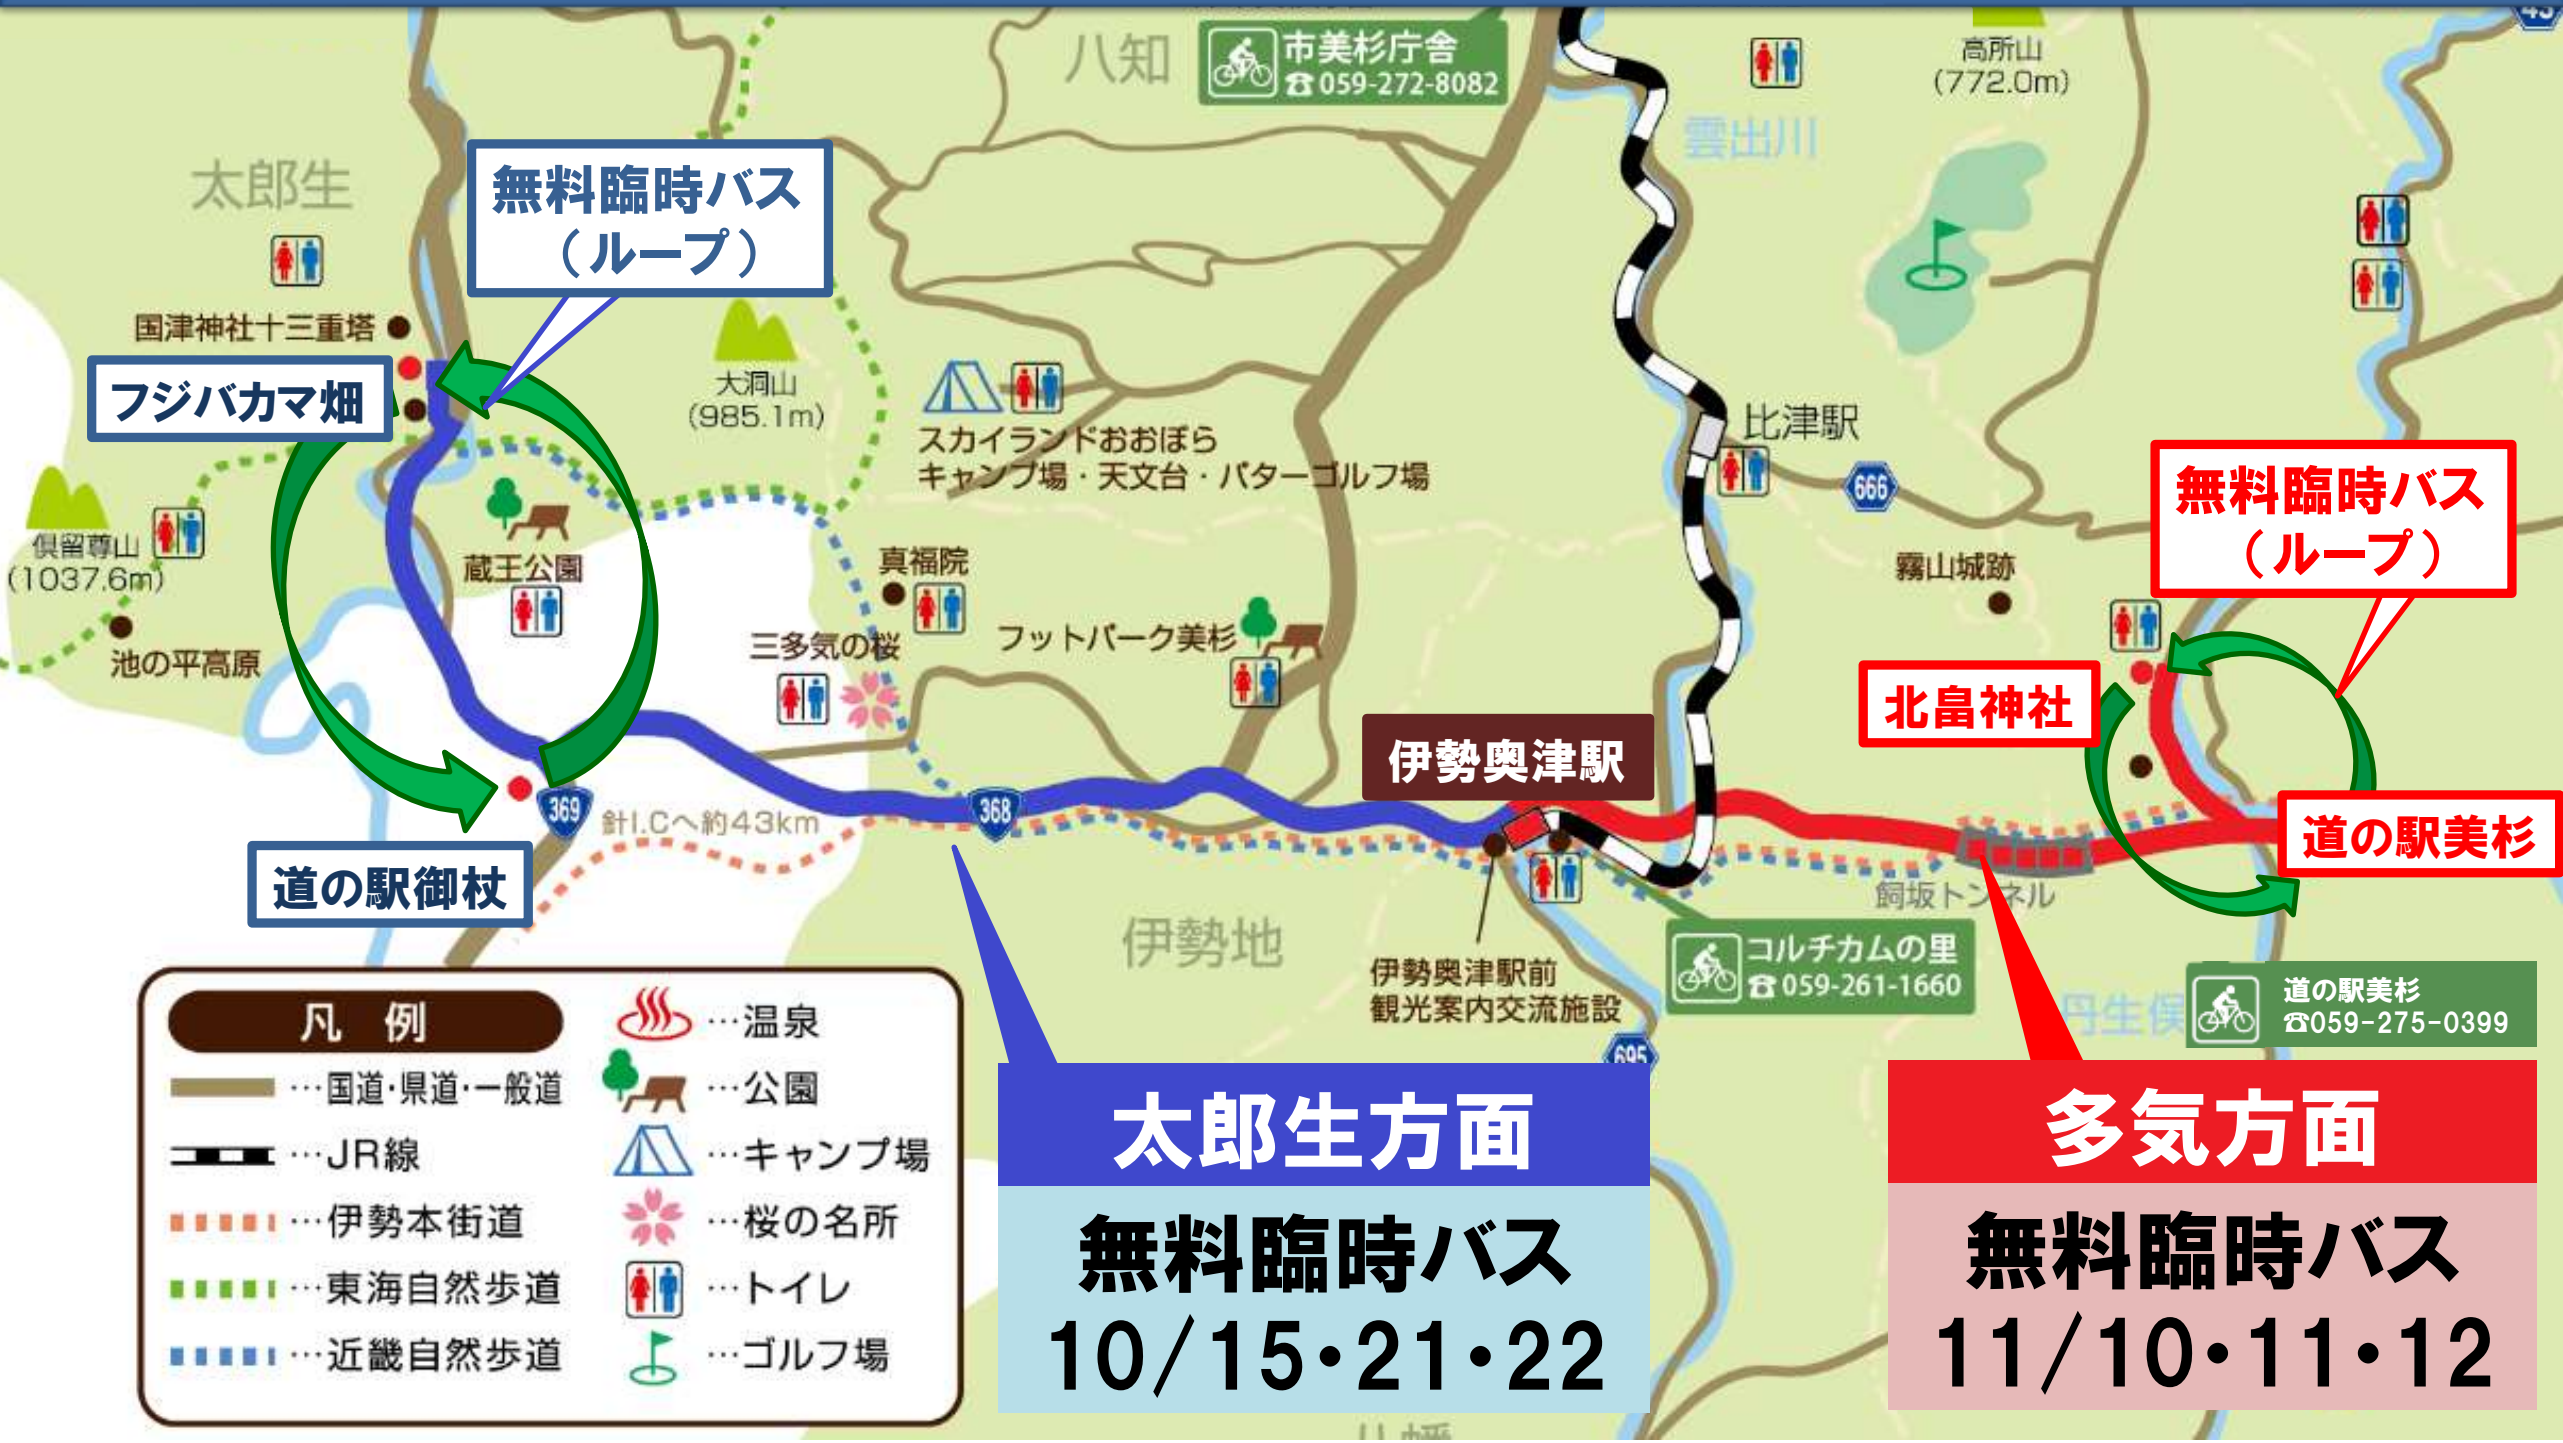 八知
市美杉庁舎
☎059-272-8082
高所山
(772.0m)
雲出川
太郎生
無料臨時バス
（ループ）
国津神社十三重塔
フジバカマ畑
大洞山
(985.1m)
スカイランドおおぼら
キャンプ場・天文台・パターゴルフ場
比津駅
666
無料臨時バス
（ループ）
倶留尊山
(1037.6m)
蔵王公園
真福院
霧山城跡
池の平高原
三多気の桜
フットパーク美杉
北畠神社
伊勢奥津駅
369
針I.Cへ約43km
368
道の駅美杉
道の駅御杖
飼坂トンネル
伊勢地
伊勢奥津駅前
観光案内交流施設
コルチカムの里
☎059-261-1660
丹生俣
道の駅美杉
☎059-275-0399
695
凡例
…国道・県道・一般道
…JR線
…伊勢本街道
…東海自然歩道
…近畿自然歩道
…温泉
…公園
…キャンプ場
…桜の名所
…トイレ
…ゴルフ場
太郎生方面
無料臨時バス
10/15・21・22
多気方面
無料臨時バス
11/10・11・12